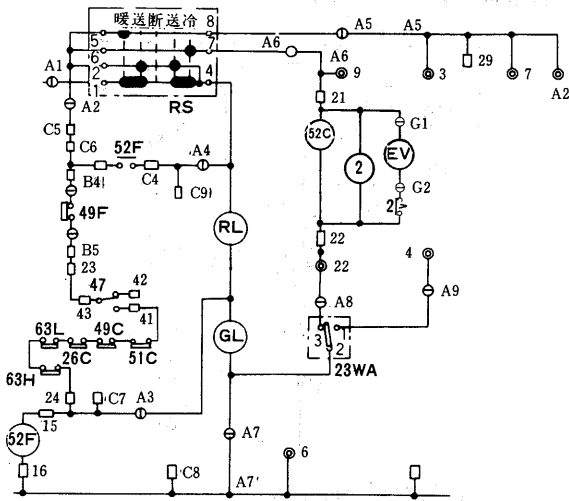 暖送断送冷
5
8
A5
A5
7
A6
6
A1
2
4
A6
9
3
29
7
1
RS
A2
A2
21
C5
C6
52F
A4
52C
G1
EV
2
B4
C4
C9
G2
2
49F
RL
B5
22
4
23
22
47
42
A8
A9
43
41
63L
49C
GL
3
2
26C
51C
23WA
63H
24
C7
A3
15
52F
A7
6
16
C8
A7'